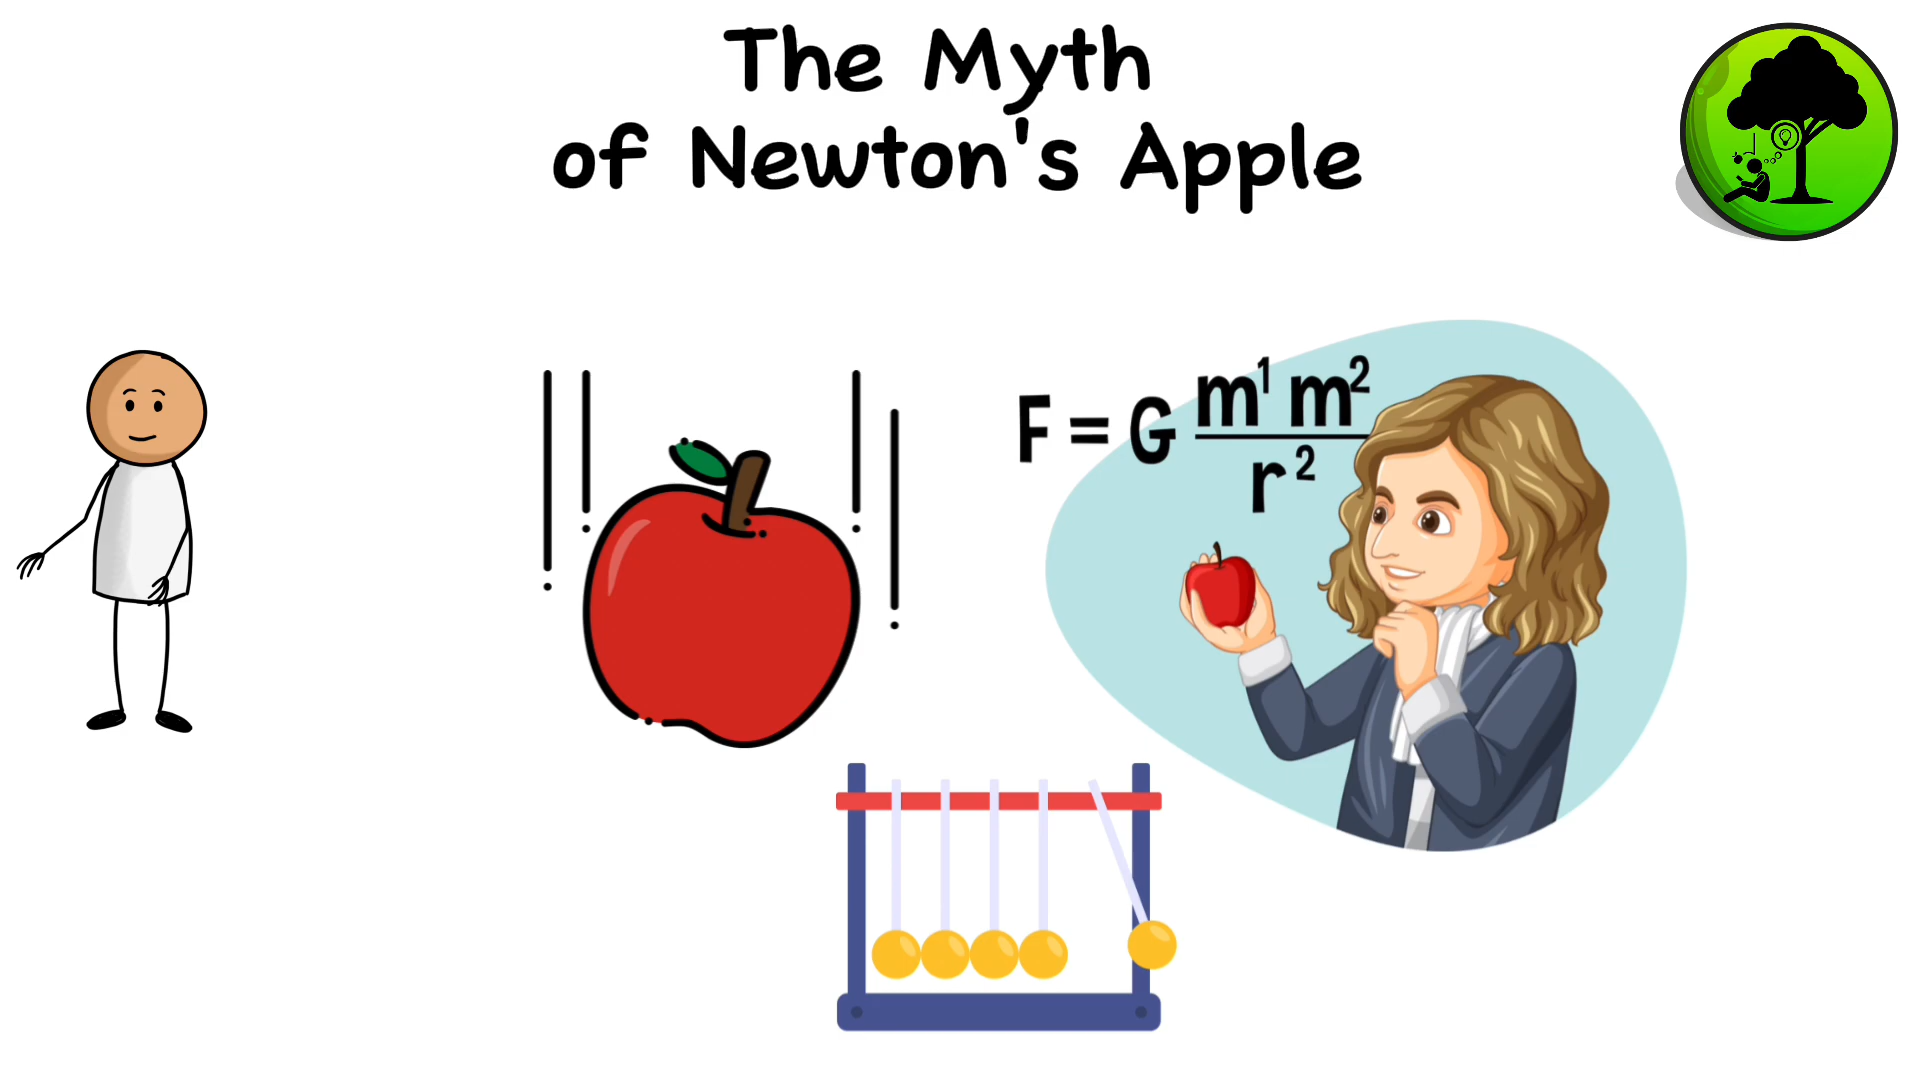 The Myth
of Newton's Apple
F = G m¹ m² / r²